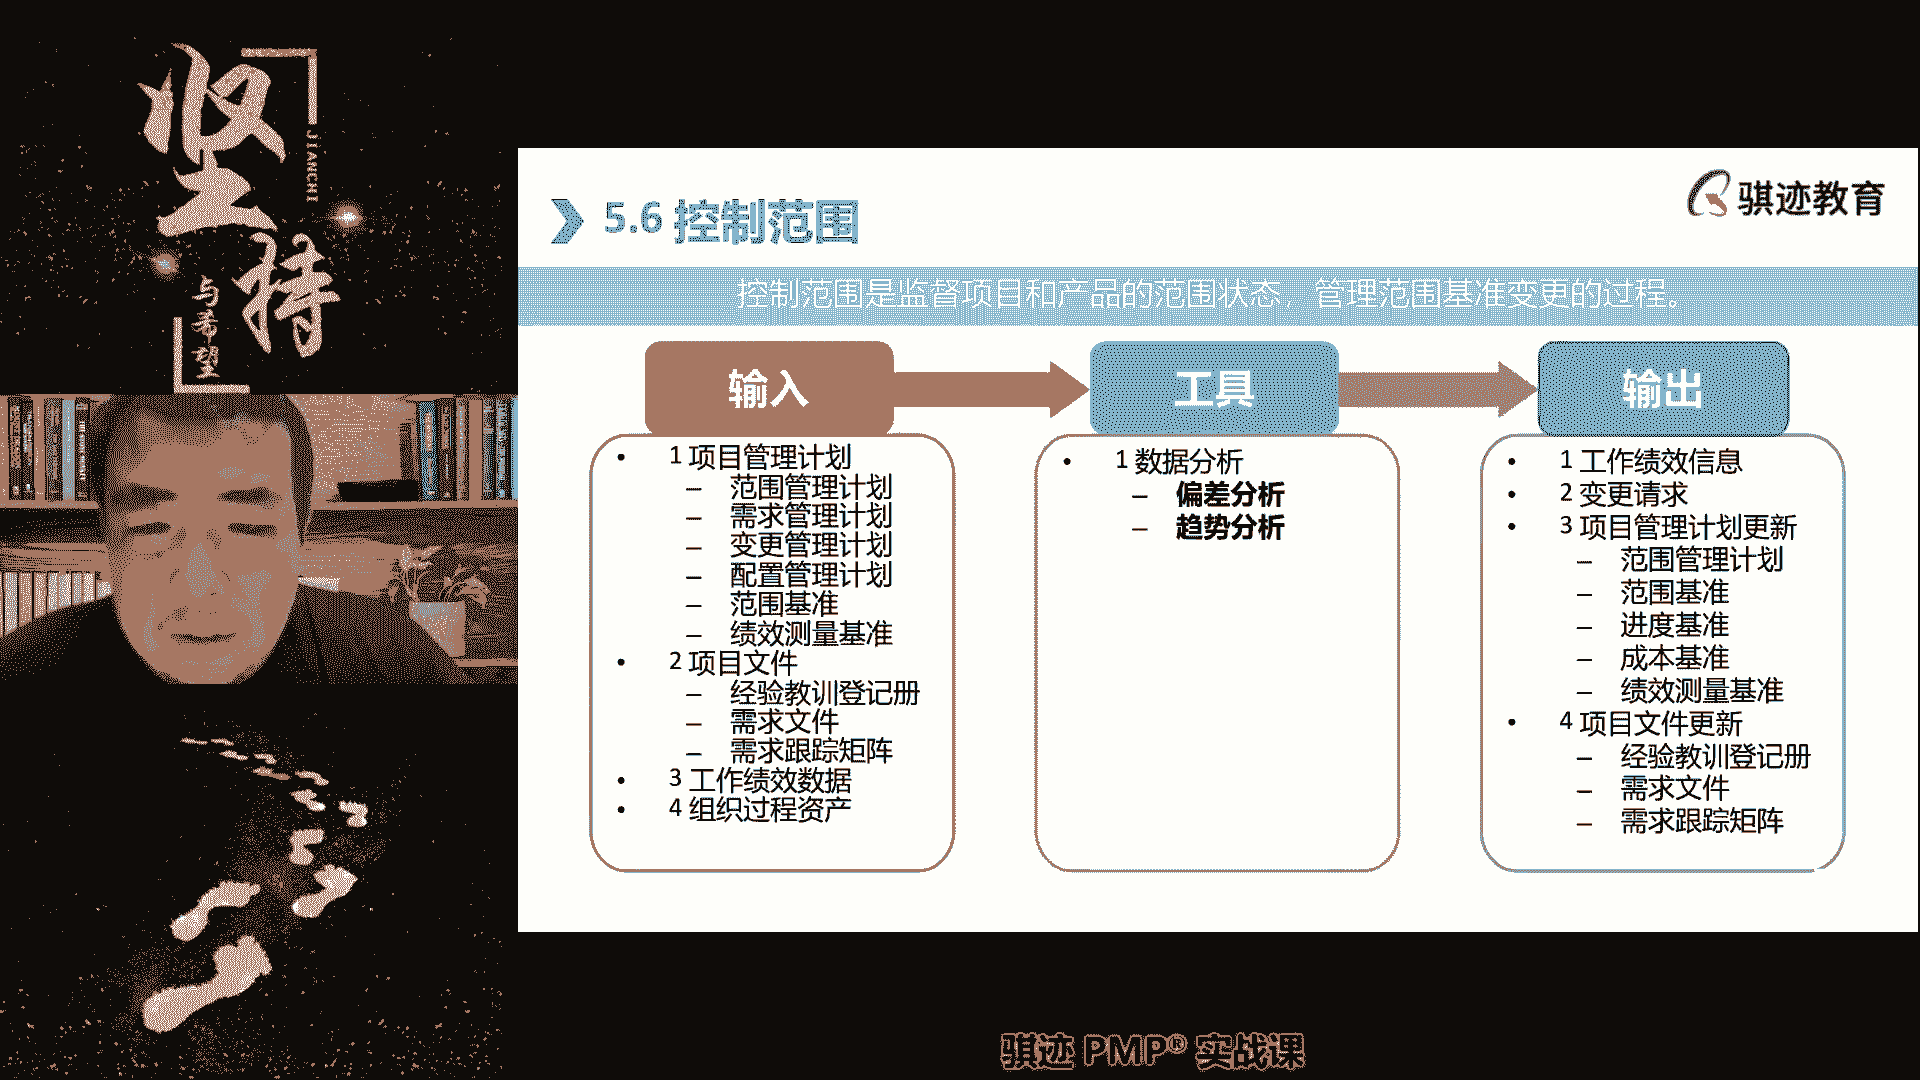 坚持
JIANCHI
与希望
5.6 控制范围
骐迹教育
控制范围是监督项目和产品的范围状态，管理范围基准变更的过程。
输入
• 1 项目管理计划
– 范围管理计划
– 需求管理计划
– 变更管理计划
– 配置管理计划
– 范围基准
– 绩效测量基准
• 2 项目文件
– 经验教训登记册
– 需求文件
– 需求跟踪矩阵
• 3 工作绩效数据
• 4 组织过程资产
工具
• 1 数据分析
– 偏差分析
– 趋势分析
输出
• 1 工作绩效信息
• 2 变更请求
• 3 项目管理计划更新
– 范围管理计划
– 范围基准
– 进度基准
– 成本基准
– 绩效测量基准
• 4 项目文件更新
– 经验教训登记册
– 需求文件
– 需求跟踪矩阵
骐迹 PMP® 实战课